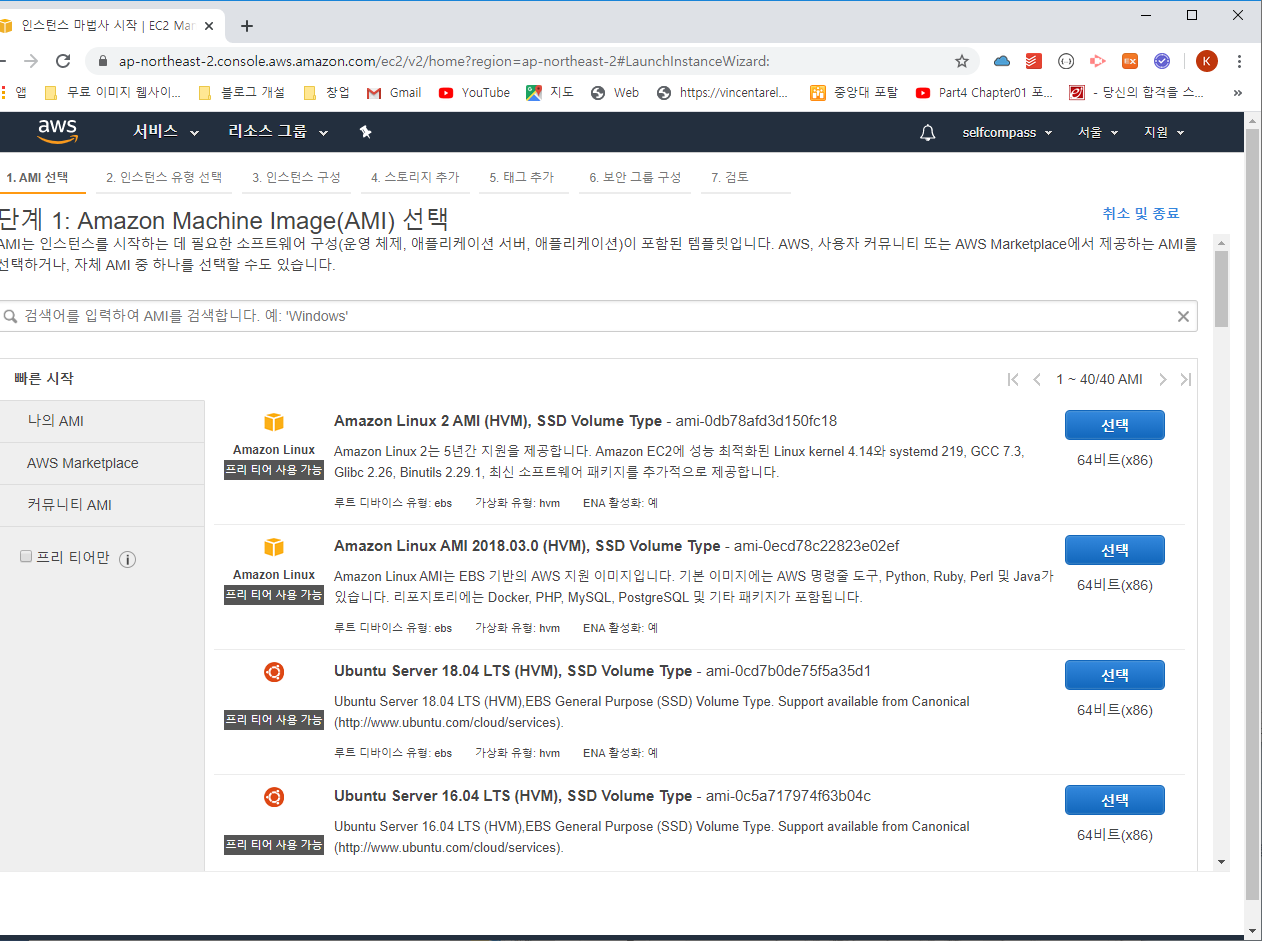 인스턴스 마법사 시작 | EC2 Mar
ap-northeast-2.console.aws.amazon.com/ec2/v2/home?region=ap-northeast-2#LaunchInstanceWizard:
K
앱 무료 이미지 웹사이... 블로그 개설 창업 Gmail YouTube 지도 Web https://vincentarel... 중앙대 포탈 Part4 Chapter01 포... - 당신의 합격을 스... »
aws 서비스 리소스 그룹 selfcompass 서울 지원
1. AMI 선택 2. 인스턴스 유형 선택 3. 인스턴스 구성 4. 스토리지 추가 5. 태그 추가 6. 보안 그룹 구성 7. 검토
단계 1: Amazon Machine Image(AMI) 선택
취소 및 종료
AMI는 인스턴스를 시작하는 데 필요한 소프트웨어 구성(운영 체제, 애플리케이션 서버, 애플리케이션)이 포함된 템플릿입니다. AWS, 사용자 커뮤니티 또는 AWS Marketplace에서 제공하는 AMI를
선택하거나, 자체 AMI 중 하나를 선택할 수도 있습니다.
검색어를 입력하여 AMI를 검색합니다. 예: 'Windows'
빠른 시작
1 ~ 40/40 AMI
나의 AMI
AWS Marketplace
커뮤니티 AMI
프리 티어만
Amazon Linux
프리 티어 사용 가능
Amazon Linux 2 AMI (HVM), SSD Volume Type - ami-0db78afd3d150fc18
Amazon Linux 2는 5년간 지원을 제공합니다. Amazon EC2에 성능 최적화된 Linux kernel 4.14와 systemd 219, GCC 7.3,
Glibc 2.26, Binutils 2.29.1, 최신 소프트웨어 패키지를 추가적으로 제공합니다.
루트 디바이스 유형: ebs 가상화 유형: hvm ENA 활성화: 예
선택
64비트(x86)
Amazon Linux
프리 티어 사용 가능
Amazon Linux AMI 2018.03.0 (HVM), SSD Volume Type - ami-0ecd78c22823e02ef
Amazon Linux AMI는 EBS 기반의 AWS 지원 이미지입니다. 기본 이미지에는 AWS 명령줄 도구, Python, Ruby, Perl 및 Java가
있습니다. 리포지토리에는 Docker, PHP, MySQL, PostgreSQL 및 기타 패키지가 포함됩니다.
루트 디바이스 유형: ebs 가상화 유형: hvm ENA 활성화: 예
선택
64비트(x86)
프리 티어 사용 가능
Ubuntu Server 18.04 LTS (HVM), SSD Volume Type - ami-0cd7b0de75f5a35d1
Ubuntu Server 18.04 LTS (HVM),EBS General Purpose (SSD) Volume Type. Support available from Canonical
(http://www.ubuntu.com/cloud/services).
루트 디바이스 유형: ebs 가상화 유형: hvm ENA 활성화: 예
선택
64비트(x86)
프리 티어 사용 가능
Ubuntu Server 16.04 LTS (HVM), SSD Volume Type - ami-0c5a717974f63b04c
Ubuntu Server 16.04 LTS (HVM),EBS General Purpose (SSD) Volume Type. Support available from Canonical
(http://www.ubuntu.com/cloud/services).
선택
64비트(x86)